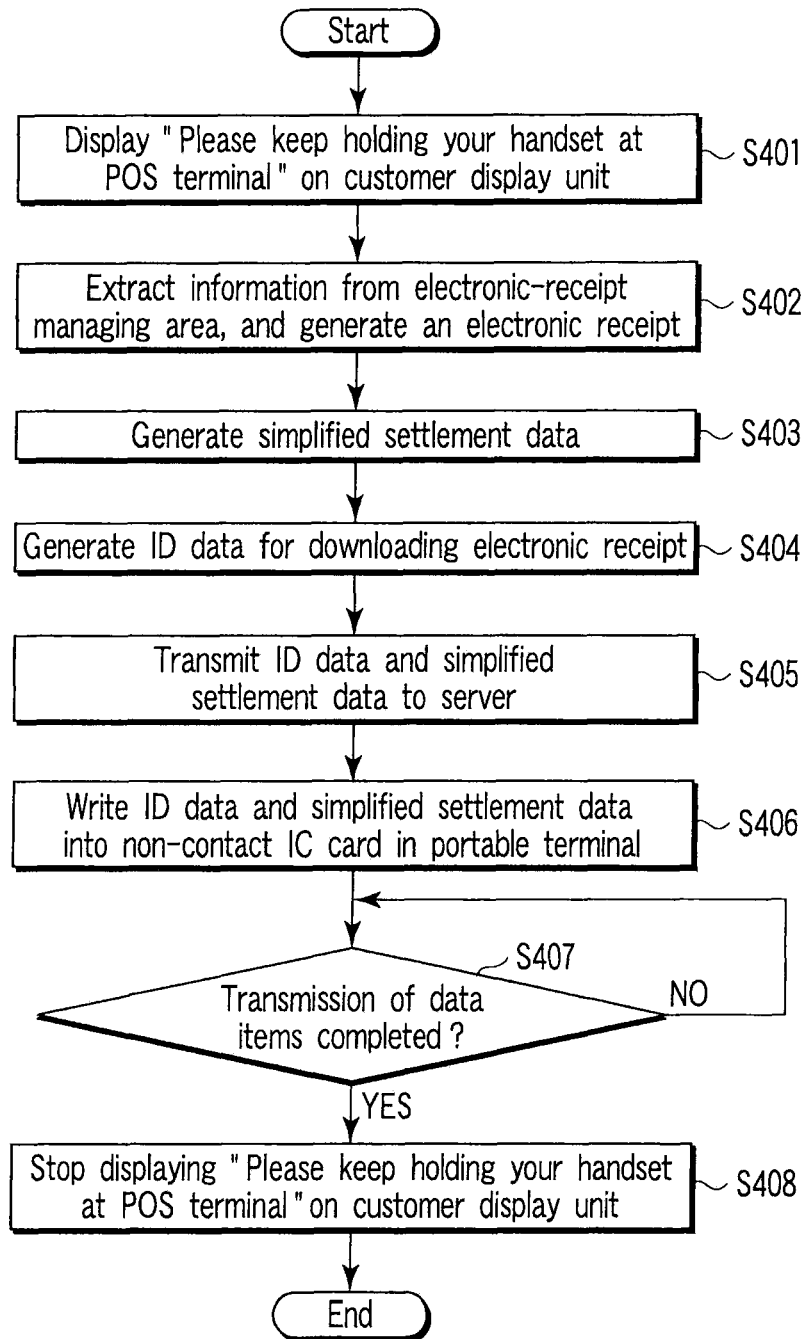 Start
Display "Please keep holding your handset at
POS terminal" on customer display unit
S401
Extract information from electronic-receipt
managing area, and generate an electronic receipt
S402
Generate simplified settlement data
S403
Generate ID data for downloading electronic receipt
S404
Transmit ID data and simplified
settlement data to server
S405
Write ID data and simplified settlement data
into non-contact IC card in portable terminal
S406
S407
Transmission of data
items completed ?
NO
YES
Stop displaying "Please keep holding your handset
at POS terminal" on customer display unit
S408
End